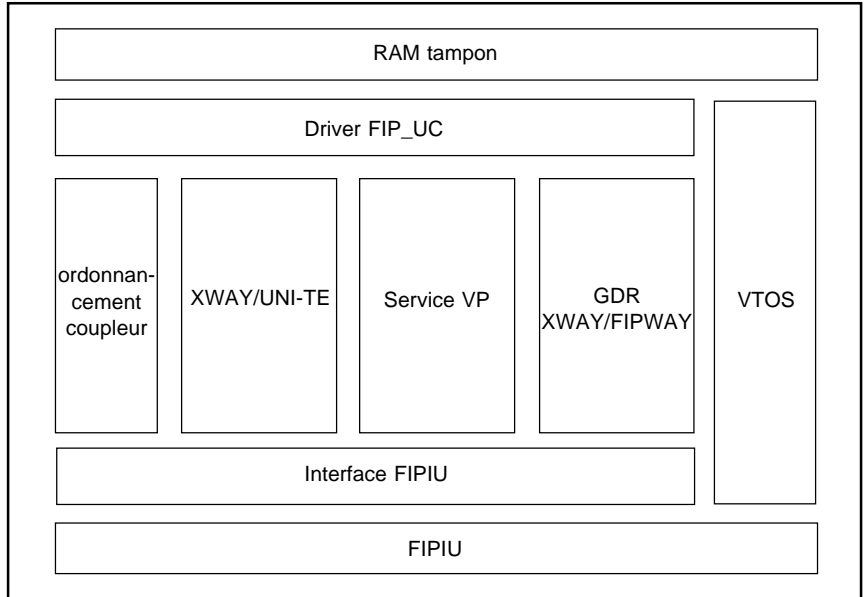 RAM tampon
Driver FIP_UC
ordonnan-
cement
coupleur
XWAY/UNI-TE
Service VP
GDR
XWAY/FIPWAY
VTOS
Interface FIPIU
FIPIU